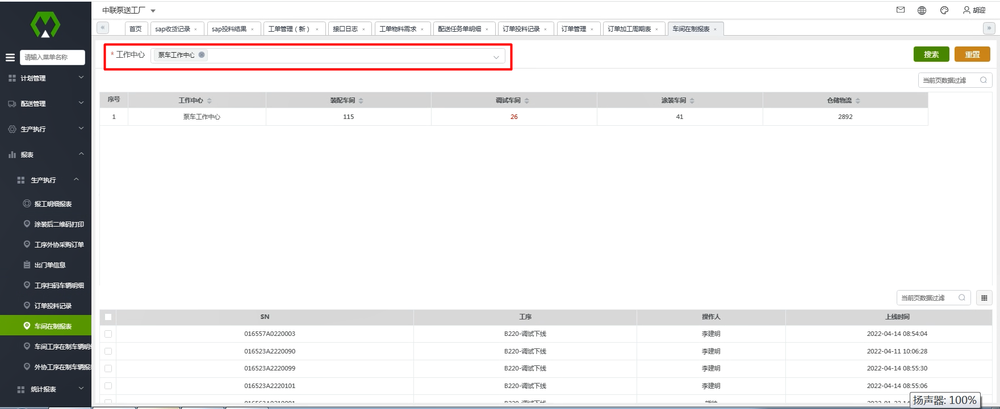 中联泵送工厂
胡迎
首页 sap收货记录 sap投料结果 工单管理（新） 接口日志 工单物料需求 配送任务单明细 订单投料记录 订单管理 订单加工周期表 车间在制报表
请输入菜单名称
计划管理
配送管理
生产执行
报表
生产执行
报工明细报表
涂装后二维码打印
工序外协采购订单
出门单信息
工序扫码车辆明细
订单投料记录
车间在制报表
车间工序在制车辆明
外协工序在制车辆报
统计报表
* 工作中心 泵车工作中心
搜索 重置
当前页数据过滤
序号 工作中心 装配车间 调试车间 涂装车间 仓储物流
1 泵车工作中心 115 26 41 2892
当前页数据过滤
SN 工序 操作人 上线时间
016557A0220003 B220-调试下线 李建明 2022-04-14 08:54:04
016523A2220090 B220-调试下线 李建明 2022-04-11 10:06:28
016523A2220099 B220-调试下线 李建明 2022-04-14 08:55:30
016523A2220101 B220-调试下线 李建明 2022-04-14 08:55:06
扬声器: 100%